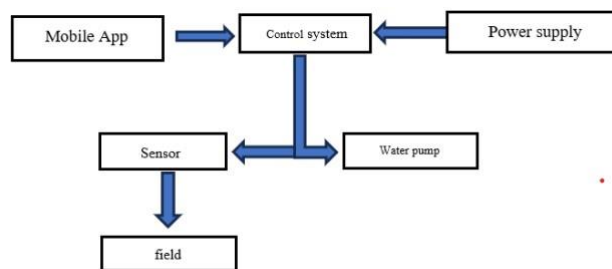 Mobile App
Control system
Power supply
Sensor
Water pump
field